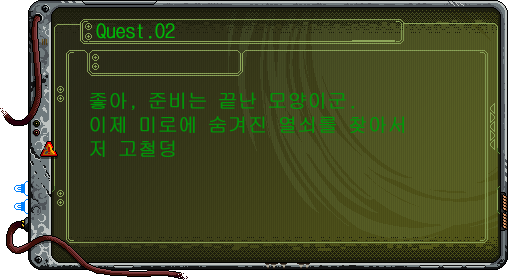 Quest.02
좋아, 준비는 끝난 모양이군.
이제 미로에 숨겨진 열쇠를 찾아서
저 고철덩